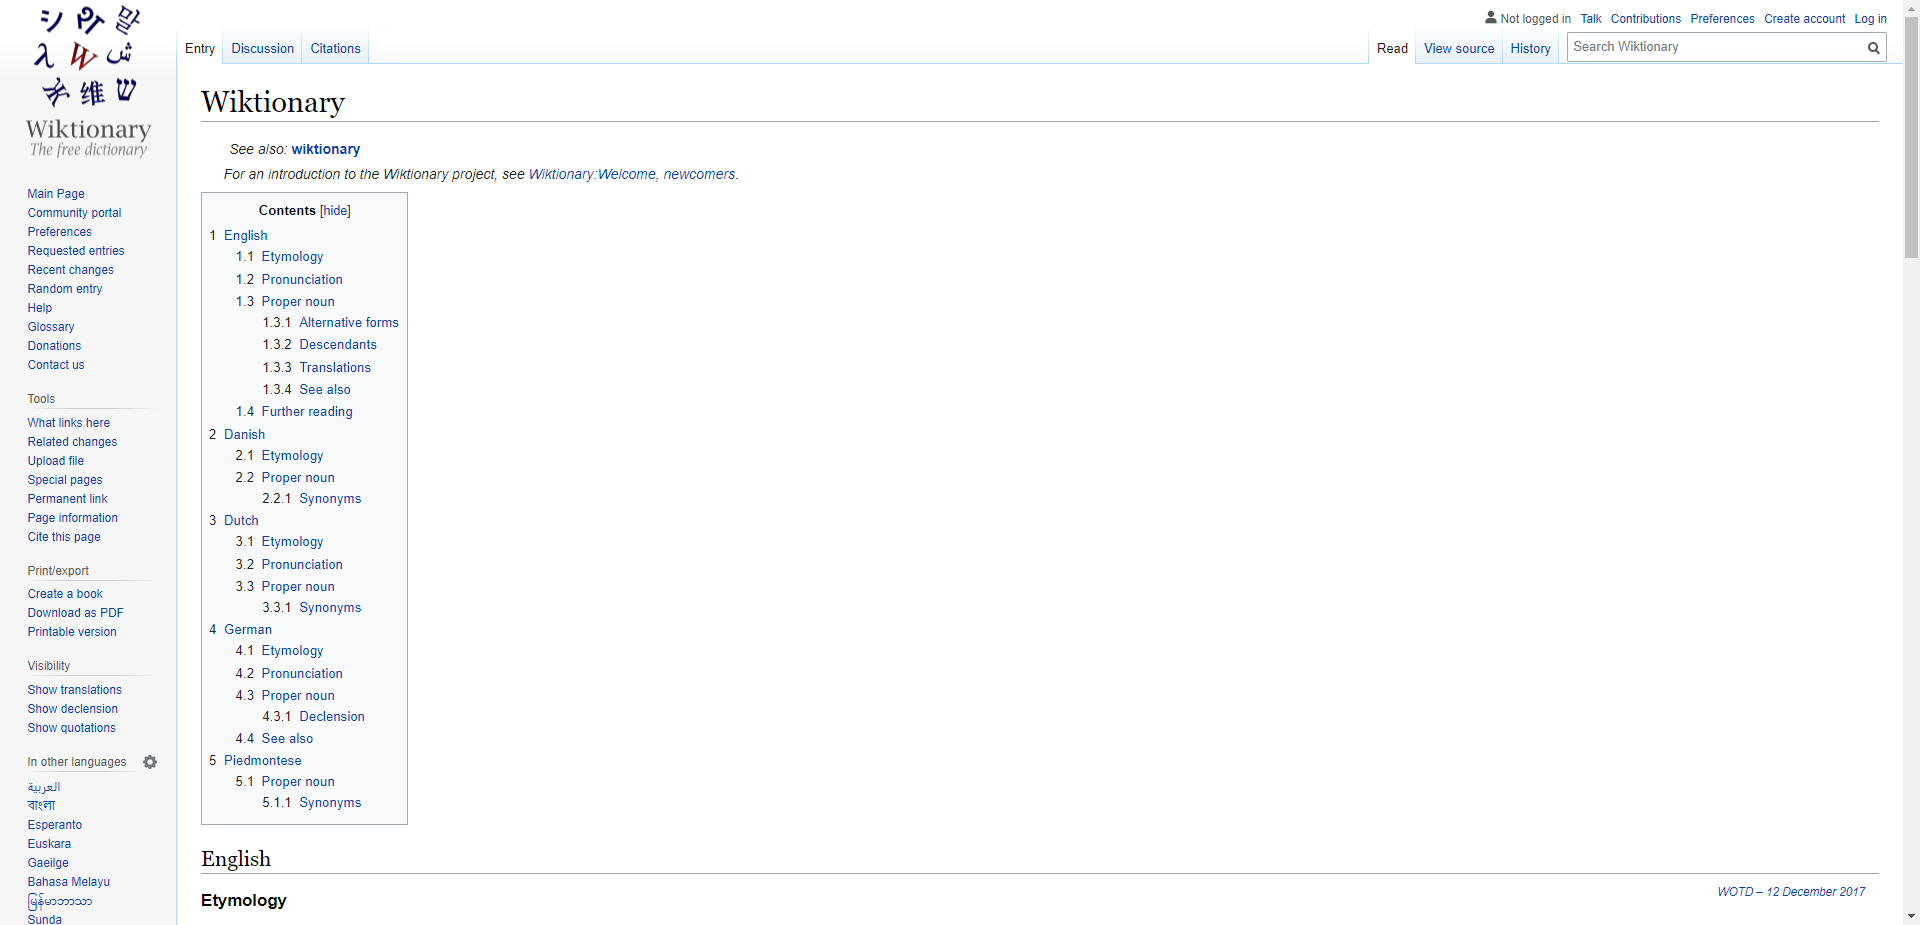 シ や 말
λ W ش
维 ש
Wiktionary
The free dictionary
Main Page
Community portal
Preferences
Requested entries
Recent changes
Random entry
Help
Glossary
Donations
Contact us
Tools
What links here
Related changes
Upload file
Special pages
Permanent link
Page information
Cite this page
Print/export
Create a book
Download as PDF
Printable version
Visibility
Show translations
Show declension
Show quotations
In other languages
العربية
বাংলা
Esperanto
Euskara
Gaeilge
Bahasa Melayu
မြန်မာဘာသာ
Sunda
Not logged in Talk Contributions Preferences Create account Log in
Entry Discussion Citations Read View source History Search Wiktionary
Wiktionary
See also: wiktionary
For an introduction to the Wiktionary project, see Wiktionary:Welcome, newcomers.
Contents [hide]
1 English
1.1 Etymology
1.2 Pronunciation
1.3 Proper noun
1.3.1 Alternative forms
1.3.2 Descendants
1.3.3 Translations
1.3.4 See also
1.4 Further reading
2 Danish
2.1 Etymology
2.2 Proper noun
2.2.1 Synonyms
3 Dutch
3.1 Etymology
3.2 Pronunciation
3.3 Proper noun
3.3.1 Synonyms
4 German
4.1 Etymology
4.2 Pronunciation
4.3 Proper noun
4.3.1 Declension
4.4 See also
5 Piedmontese
5.1 Proper noun
5.1.1 Synonyms
English
WOTD – 12 December 2017
Etymology